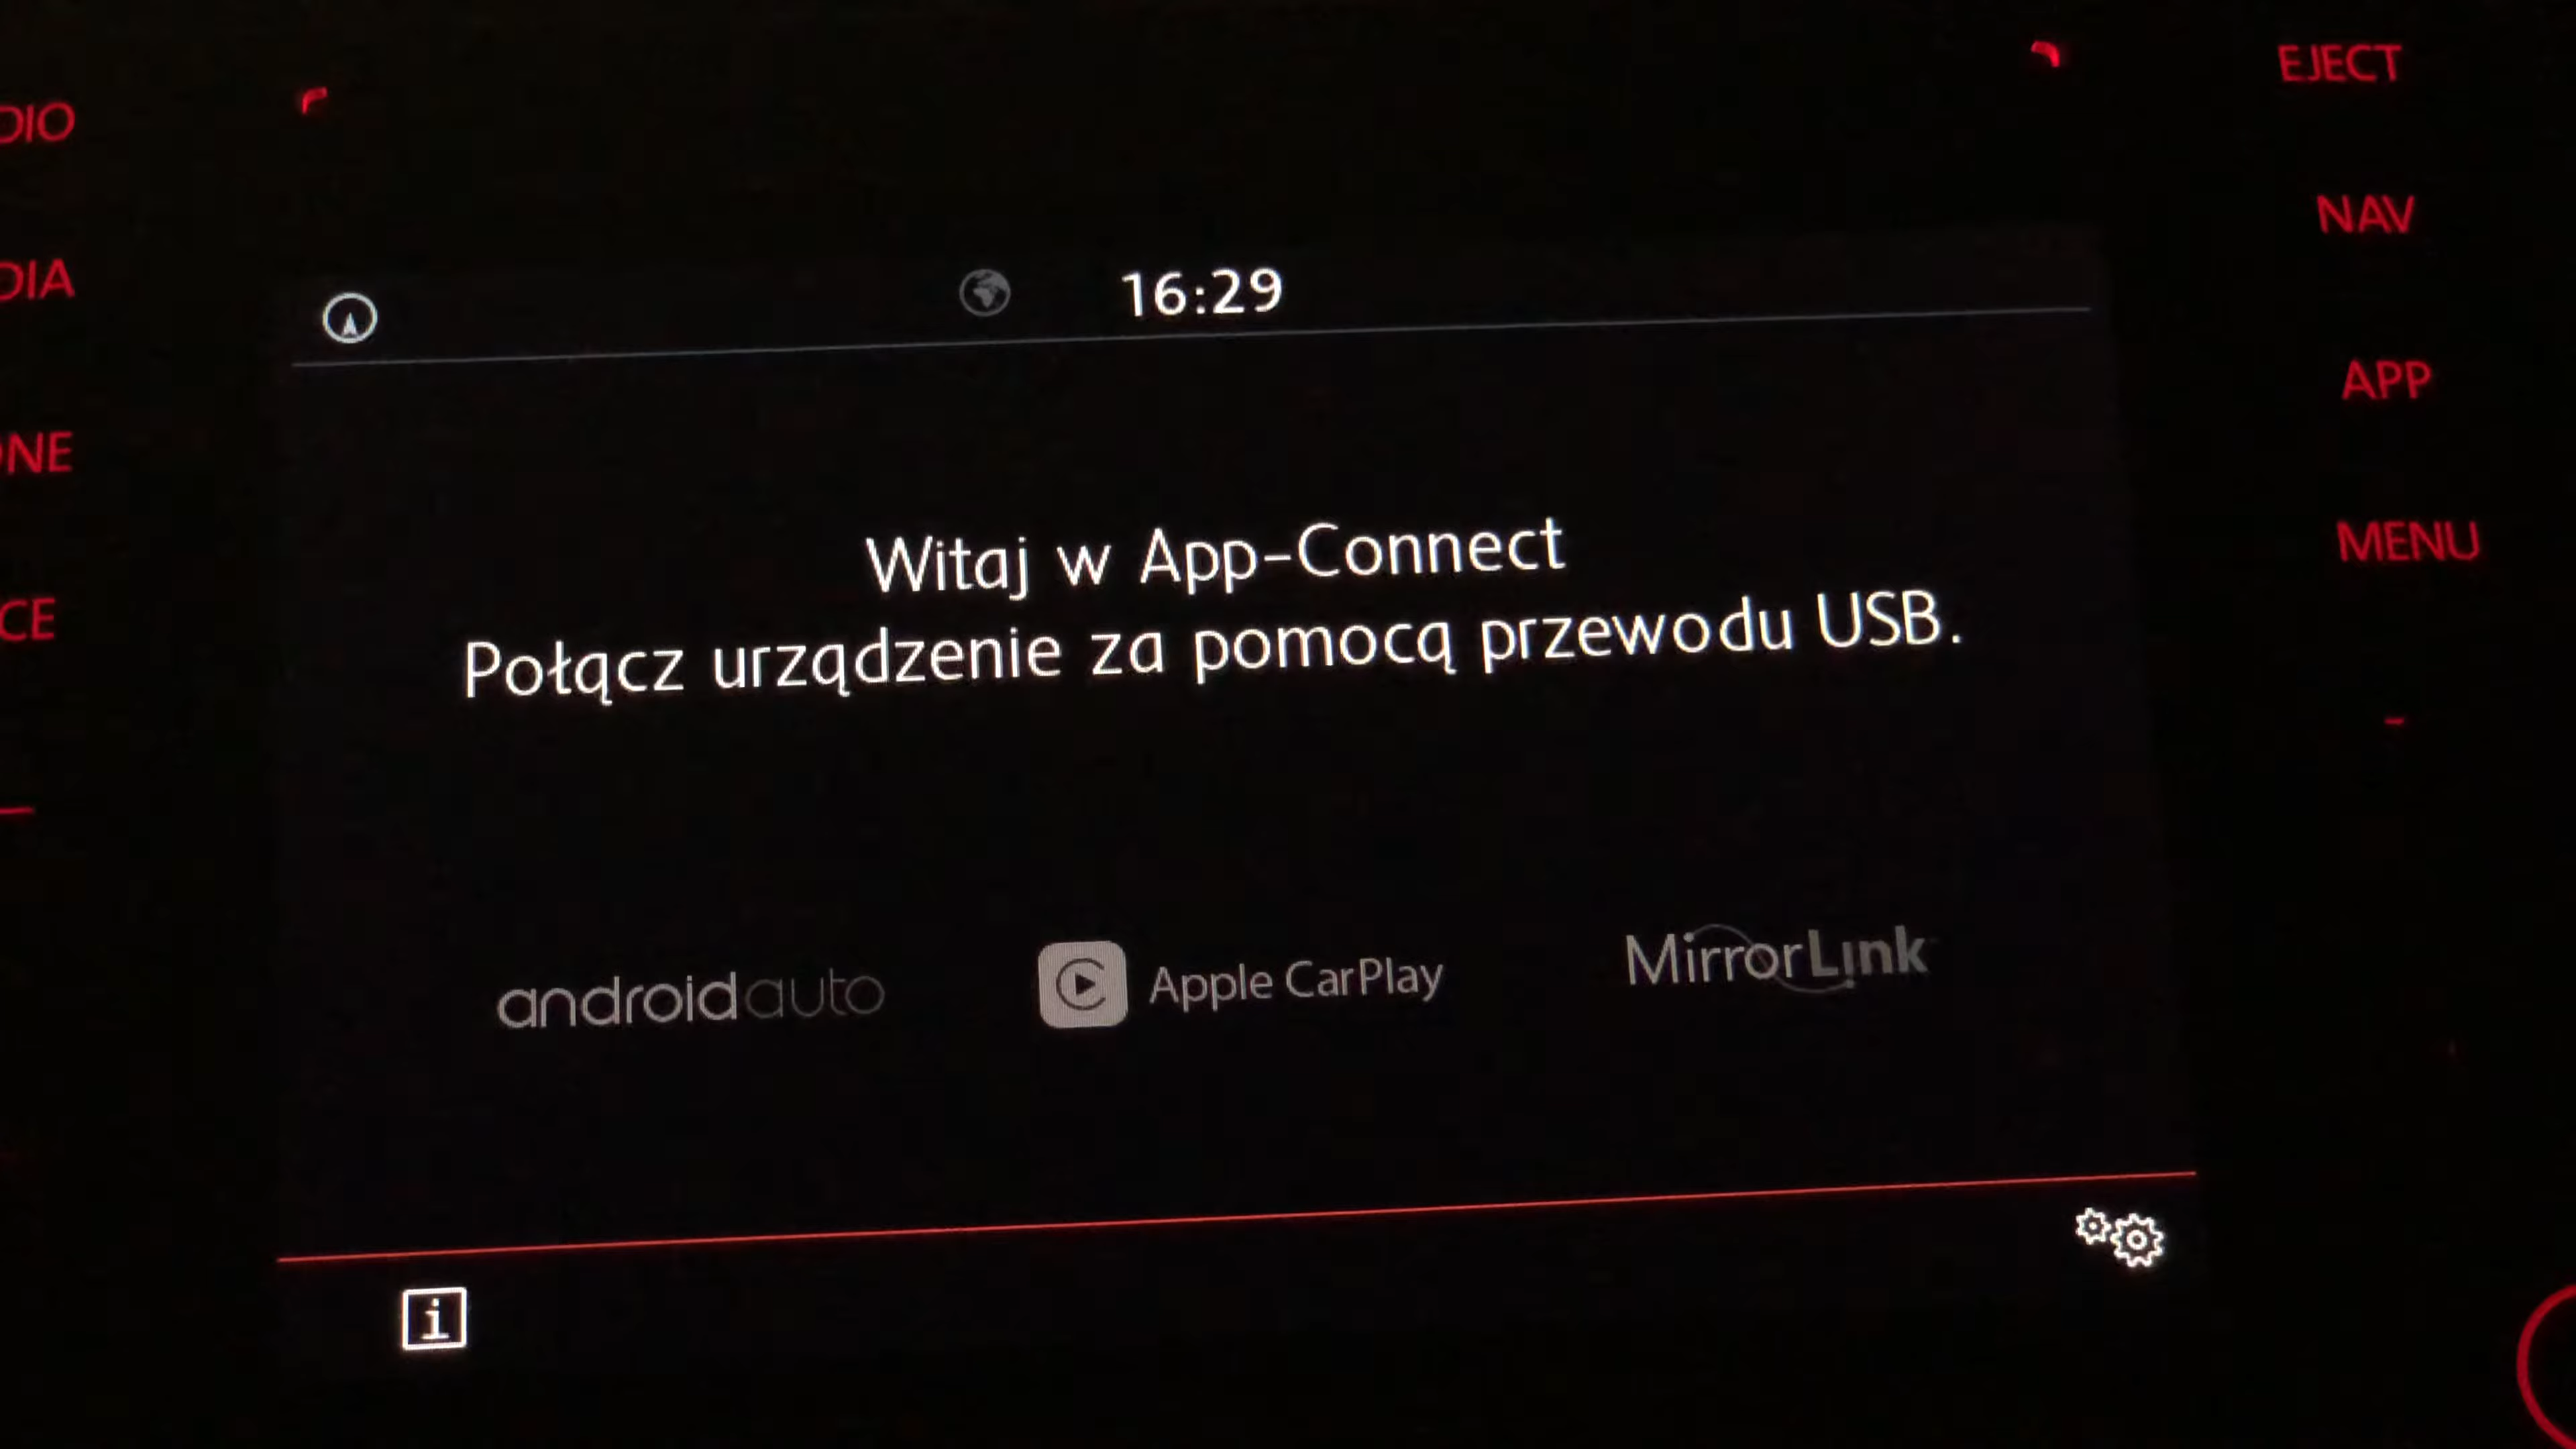 EJECT
NAV
APP
MENU
16:29
Witaj w App-Connect
Połącz urządzenie za pomocą przewodu USB.
androidauto
Apple CarPlay
MirrorLink
i